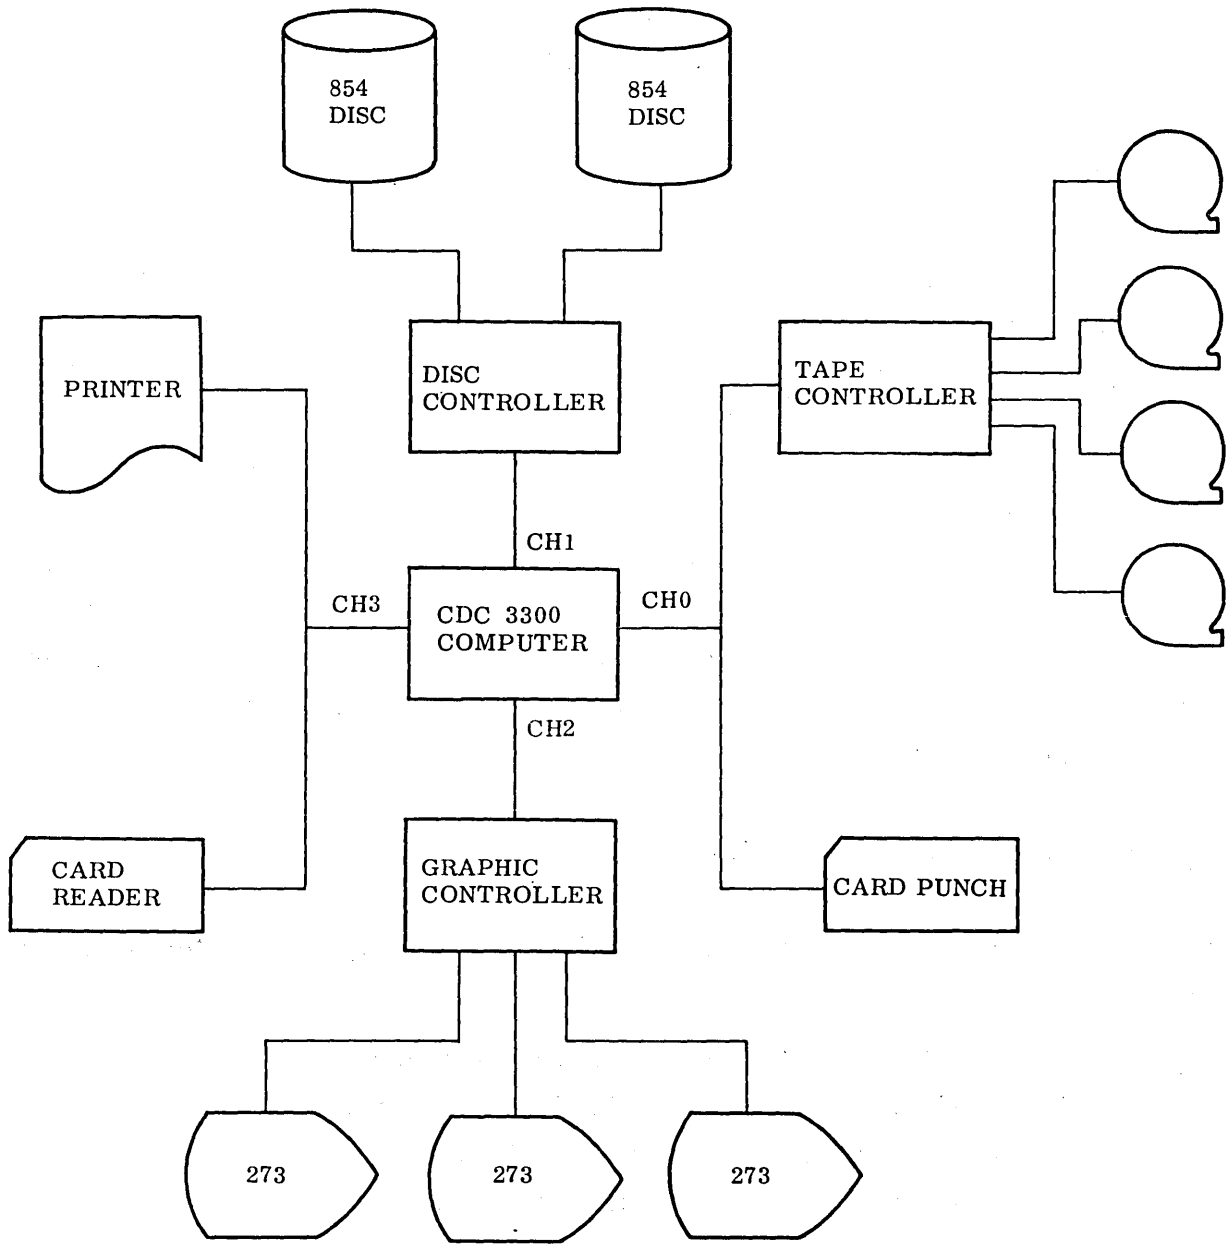 854
DISC
854
DISC
PRINTER
DISC
CONTROLLER
TAPE
CONTROLLER
CH1
CH3
CDC 3300
COMPUTER
CH0
CH2
CARD
READER
GRAPHIC
CONTROLLER
CARD PUNCH
273
273
273